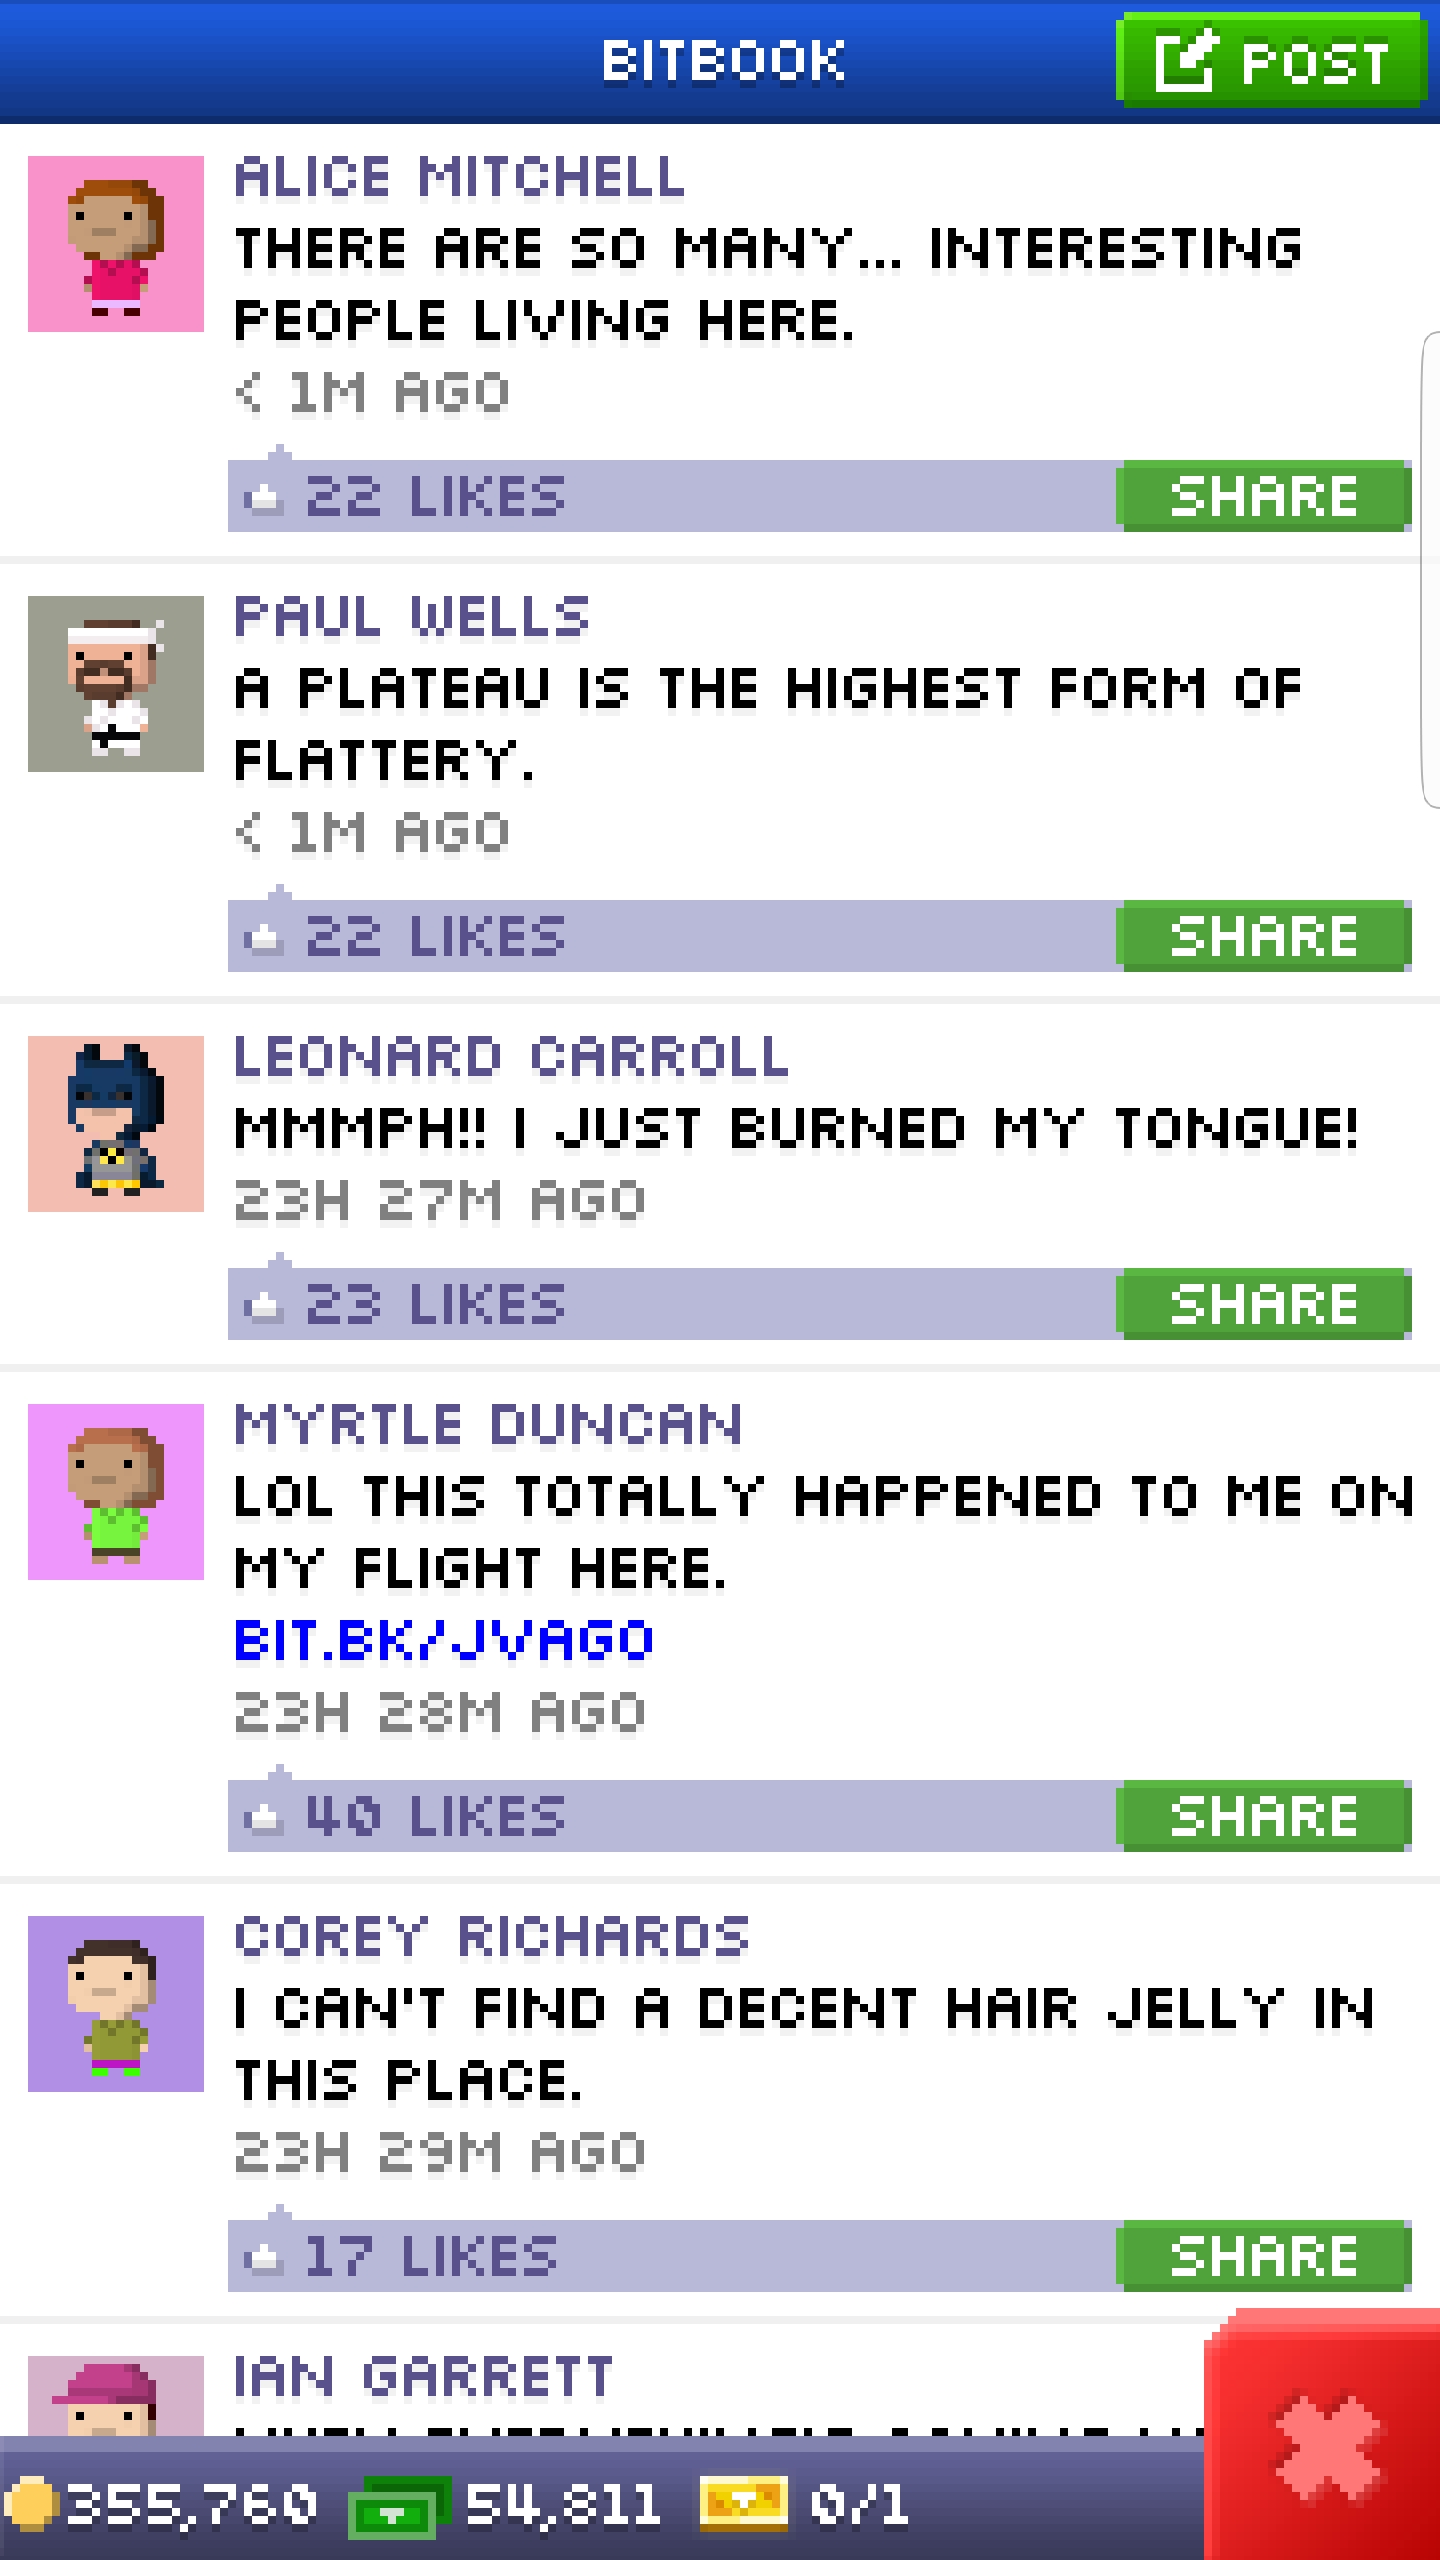 BITBOOK
POST
ALICE MITCHELL
THERE ARE SO MANY... INTERESTING
PEOPLE LIVING HERE.
< 1M AGO
22 LIKES
SHARE
PAUL WELLS
A PLATEAU IS THE HIGHEST FORM OF
FLATTERY.
< 1M AGO
22 LIKES
SHARE
LEONARD CARROLL
MMMPH!! I JUST BURNED MY TONGUE!
23H 27M AGO
23 LIKES
SHARE
MYRTLE DUNCAN
LOL THIS TOTALLY HAPPENED TO ME ON
MY FLIGHT HERE.
BIT.BK/JVAGO
23H 28M AGO
40 LIKES
SHARE
COREY RICHARDS
I CAN'T FIND A DECENT HAIR JELLY IN
THIS PLACE.
23H 29M AGO
17 LIKES
SHARE
IAN GARRETT
355,760 54,811 0/1